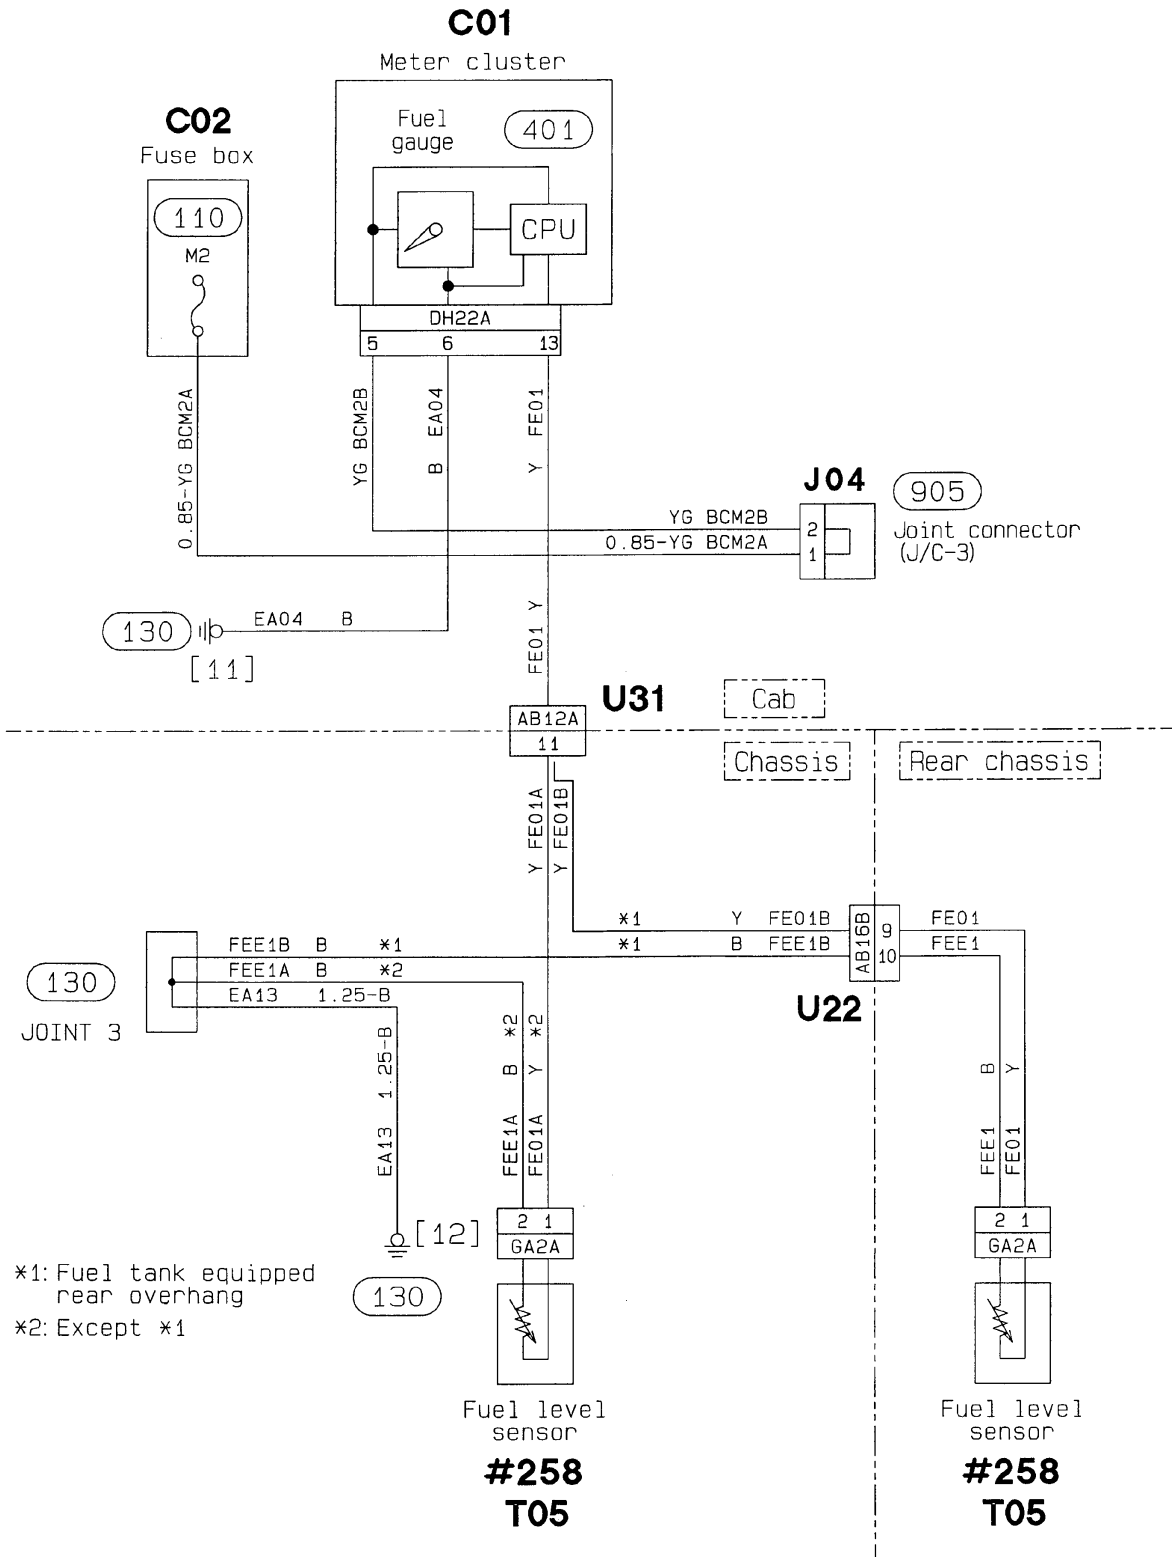 C01
Meter cluster
C02
Fuse box
Fuel
gauge
401
110
M2
CPU
DH22A
5 6 13
0.85-YG BCM2A
YG BCM2B
B EA04
Y FE01
J04
905
YG BCM2B
2
0.85-YG BCM2A
1
Joint connector
(J/C-3)
130
EA04 B
[11]
FE01 Y
U31
Cab
AB12A
11
Chassis
Rear chassis
Y FE01A
Y FE01B
*1 Y FE01B
AB16B
9
FE01
*1 B FEE1B
10
FEE1
U22
130
JOINT 3
FEE1B B *1
FEE1A B *2
EA13 1.25-B
EA13 1.25-B
FEE1A B *2
FE01A Y *2
FEE1 B
FE01 Y
[12]
130
2 1
GA2A
2 1
GA2A
*1: Fuel tank equipped
rear overhang
*2: Except *1
Fuel level
sensor
#258
T05
Fuel level
sensor
#258
T05